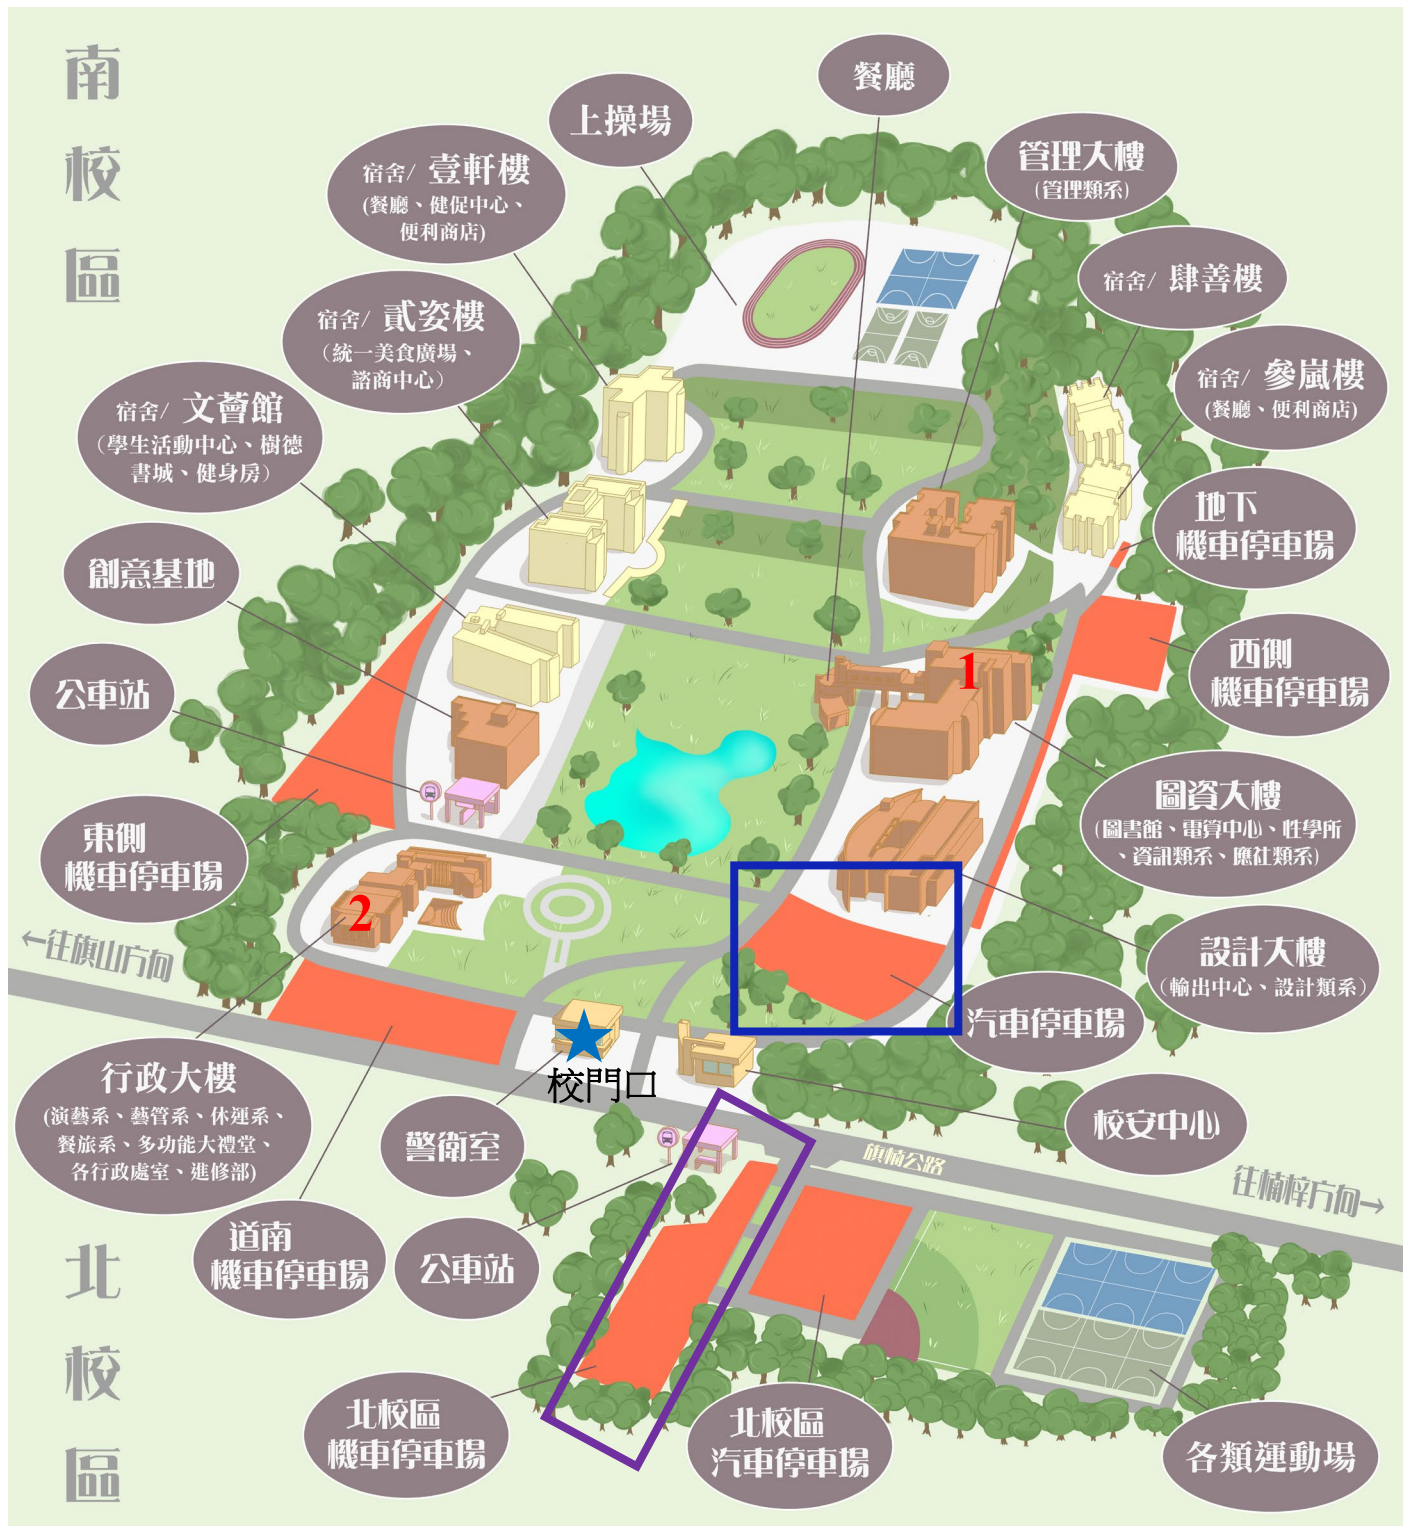 南
校
區
餐廳
上操場
管理大樓
(管理類系)
宿舍/ 壹軒樓
(餐廳、健促中心、
便利商店)
宿舍/ 肆善樓
宿舍/ 貳姿樓
(統一美食廣場、
諮商中心)
宿舍/ 參嵐樓
(餐廳、便利商店)
宿舍/ 文薈館
(學生活動中心、樹德
書城、健身房)
地下
機車停車場
創意基地
西側
機車停車場
公車站
1
圖資大樓
(圖書館、電算中心、性學所
、資訊類系、應社類系)
東側
機車停車場
2
←往旗山方向
設計大樓
(輸出中心、設計類系)
汽車停車場
行政大樓
(演藝系、藝管系、休運系、
餐旅系、多功能大禮堂、
各行政處室、進修部)
校門口
校安中心
警衛室
旗楠公路
往楠梓方向→
道南
機車停車場
公車站
北
校
區
北校區
機車停車場
北校區
汽車停車場
各類運動場